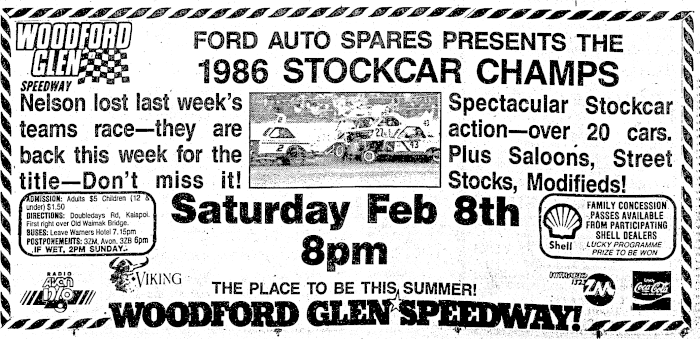 WOODFORD
GLEN
SPEEDWAY
FORD AUTO SPARES PRESENTS THE
1986 STOCKCAR CHAMPS
Nelson lost last week's
teams race—they are
back this week for the
title—Don't miss it!
Spectacular Stockcar
action—over 20 cars.
Plus Saloons, Street
Stocks, Modifieds!
ADMISSION: Adults $5 Children (12 &
under) $1.50
DIRECTIONS: Doubledays Rd, Kaiapoi.
First right over Old Waimak Bridge.
BUSES: Leave Warners Hotel 7.15pm
POSTPONEMENTS: 3ZM, Avon, 3ZB 6pm
IF WET, 2PM SUNDAY.
Saturday Feb 8th
8pm
Shell
FAMILY CONCESSION
PASSES AVAILABLE
FROM PARTICIPATING
SHELL DEALERS
LUCKY PROGRAMME
PRIZE TO BE WON
RADIO
avon
VIKING
THE PLACE TO BE THIS SUMMER!
ZM
Coca-Cola
WOODFORD GLEN SPEEDWAY!